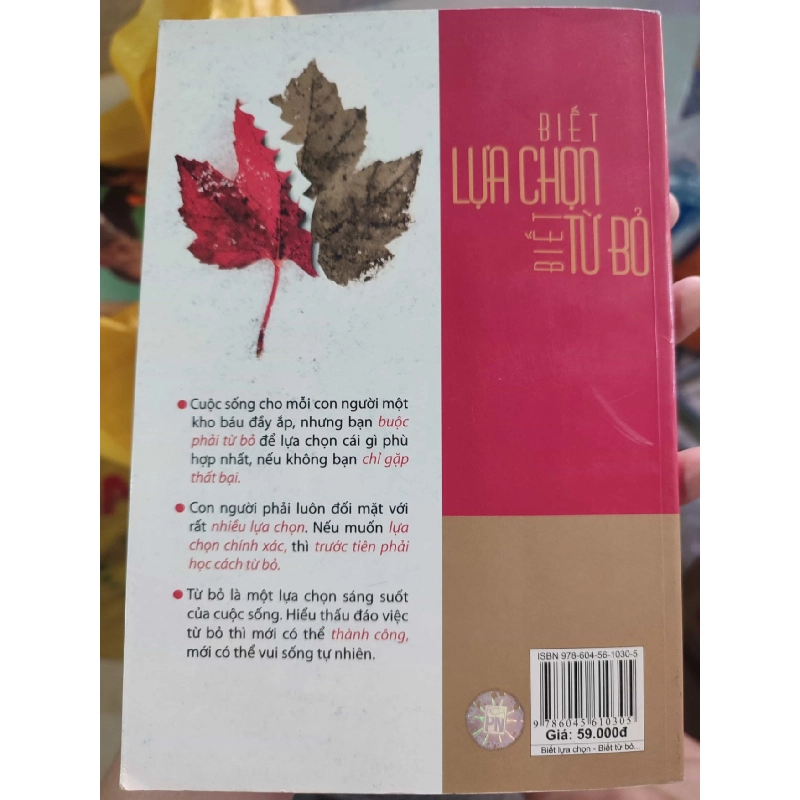 BIẾT
LỰA CHỌN
BIẾT
TỪ BỎ
● Cuộc sống cho mỗi con người một
kho báu đầy ắp, nhưng bạn buộc
phải từ bỏ để lựa chọn cái gì phù
hợp nhất, nếu không bạn chỉ gặp
thất bại.
● Con người phải luôn đối mặt với
rất nhiều lựa chọn. Nếu muốn lựa
chọn chính xác, thì trước tiên phải
học cách từ bỏ.
● Từ bỏ là một lựa chọn sáng suốt
của cuộc sống. Hiểu thấu đáo việc
từ bỏ thì mới có thể thành công,
mới có thể vui sống tự nhiên.
ISBN 978-604-56-1030-5
9 786045 610305
Giá: 59.000đ
Biết lựa chọn - Biết từ bỏ...
PN